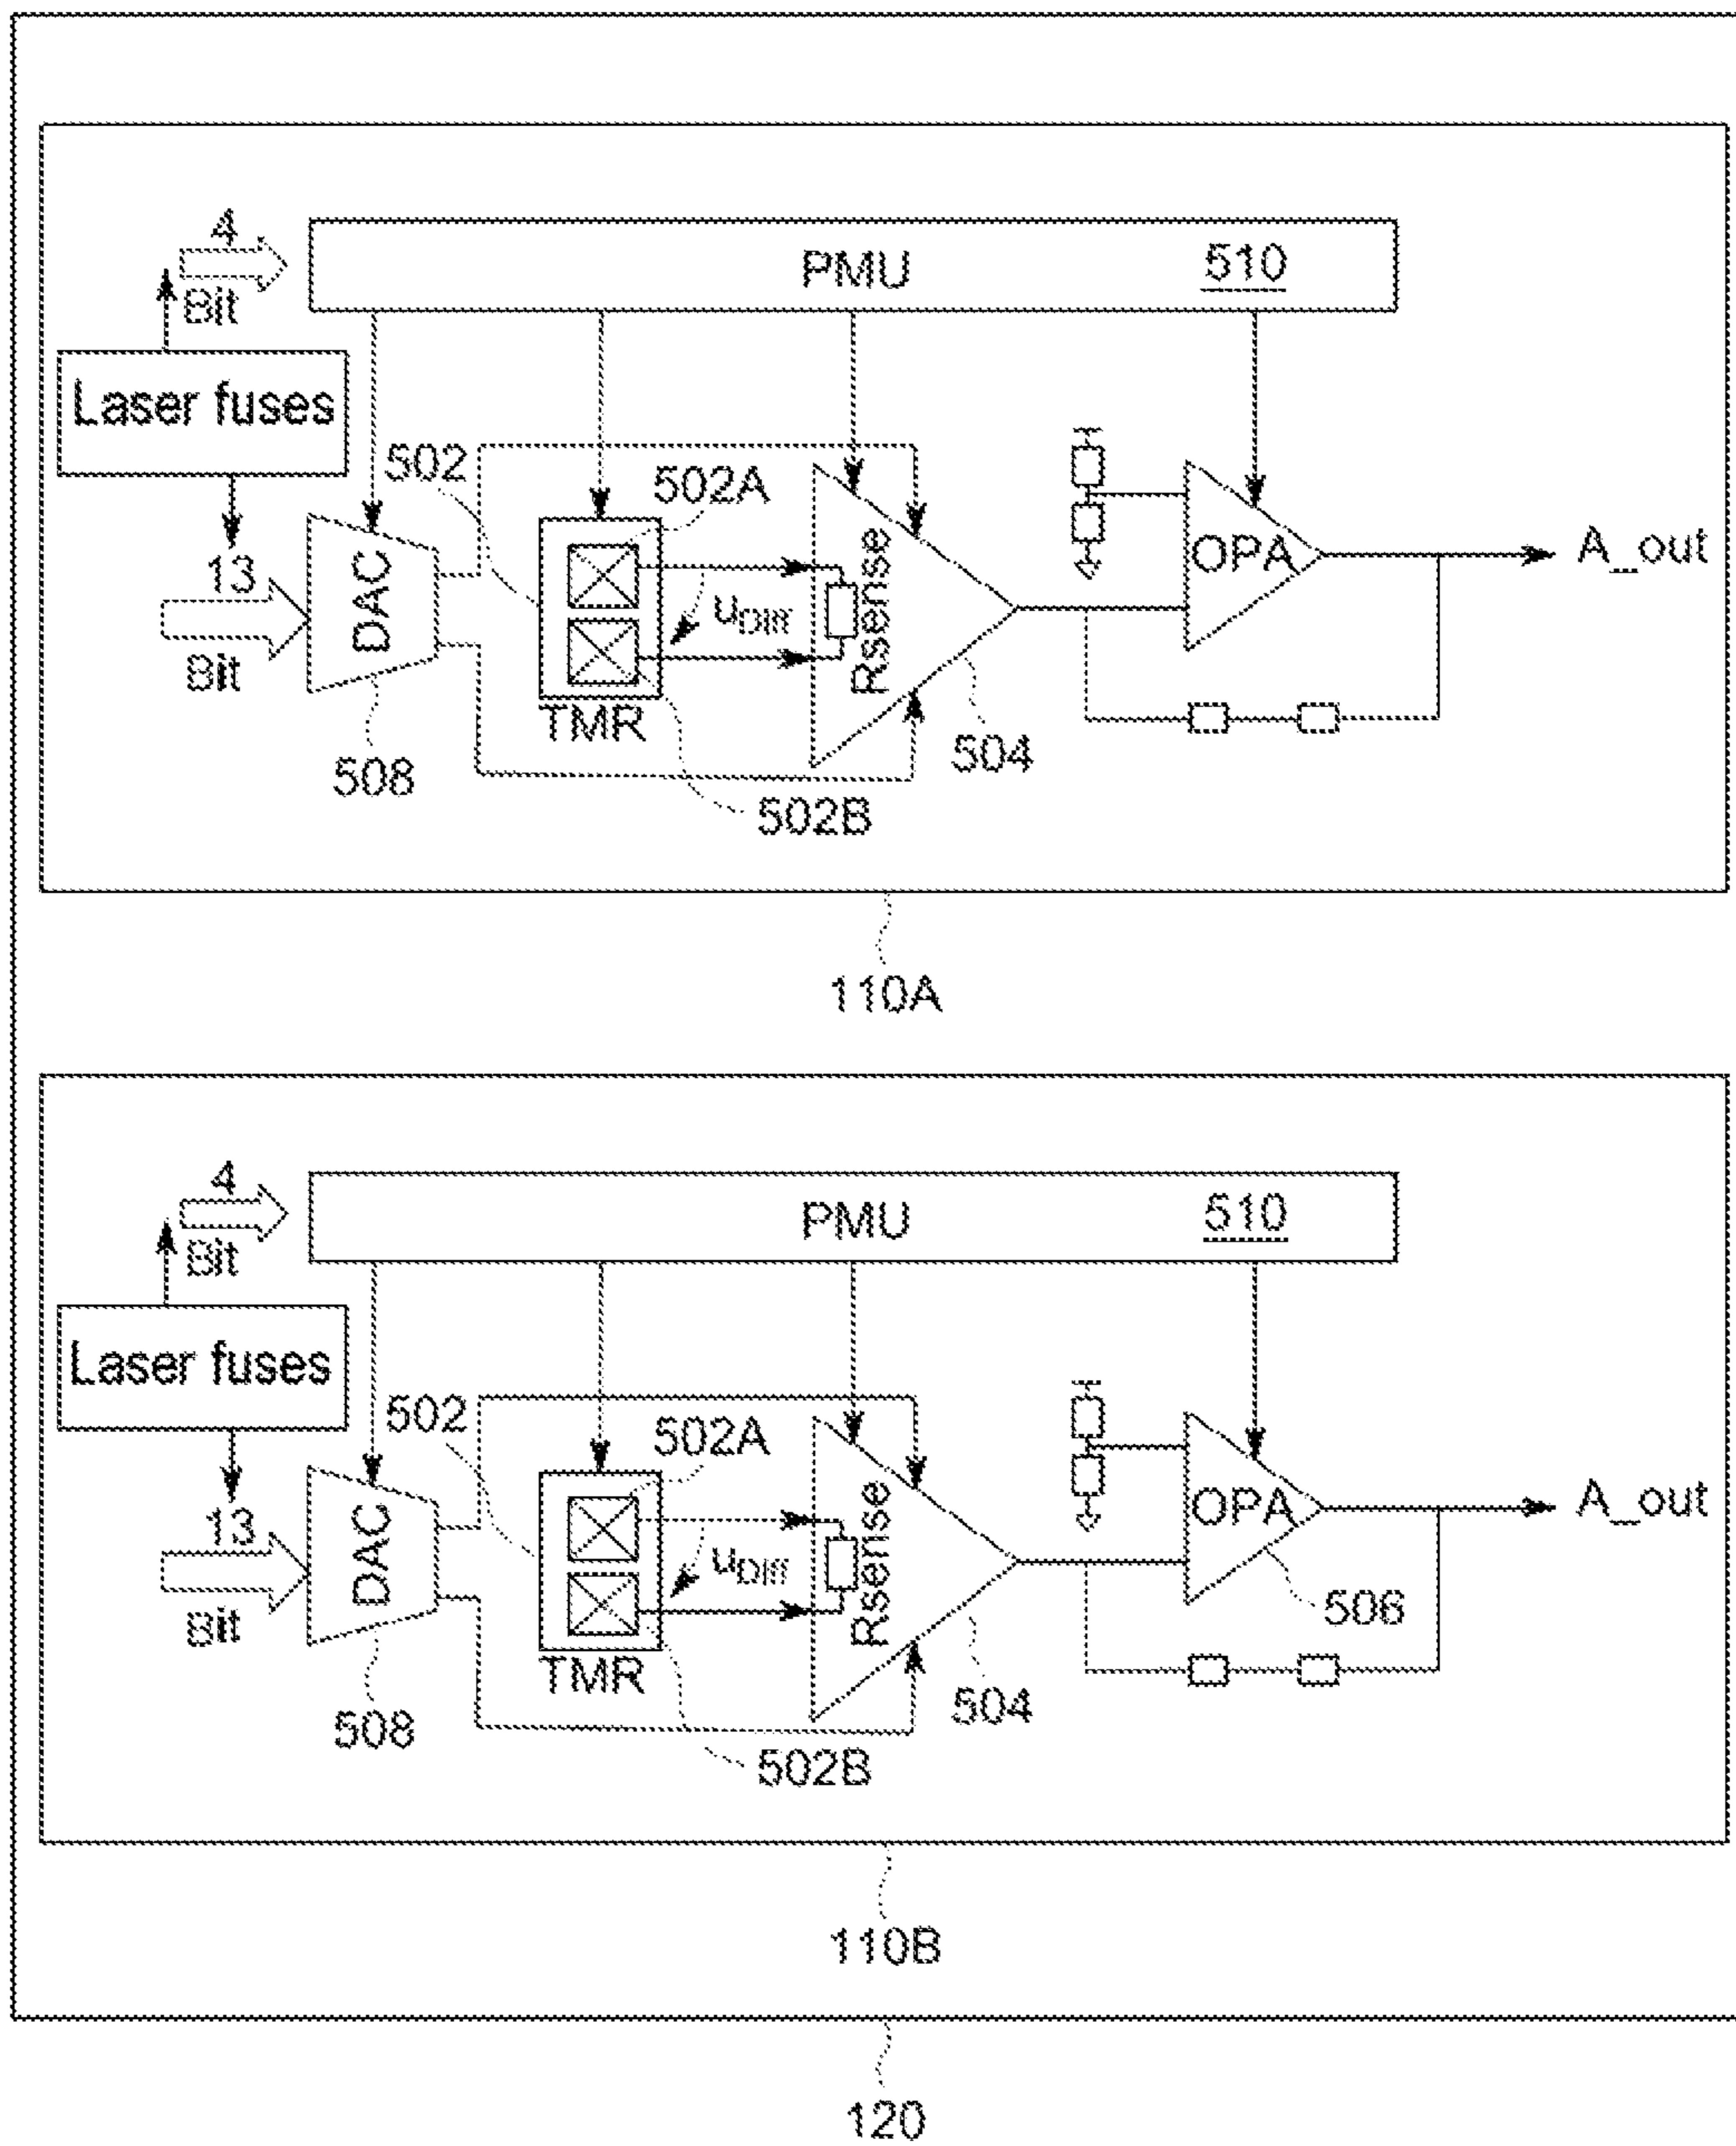 4
Bit
PMU
510
Laser fuses
502
502A
13
Bit
DAC
uDiff
Rsense
OPA
A_out
TMR
508
504
502B
110A
4
Bit
PMU
510
Laser fuses
502
502A
13
Bit
DAC
uDiff
Rsense
OPA
A_out
506
TMR
508
504
502B
110B
120